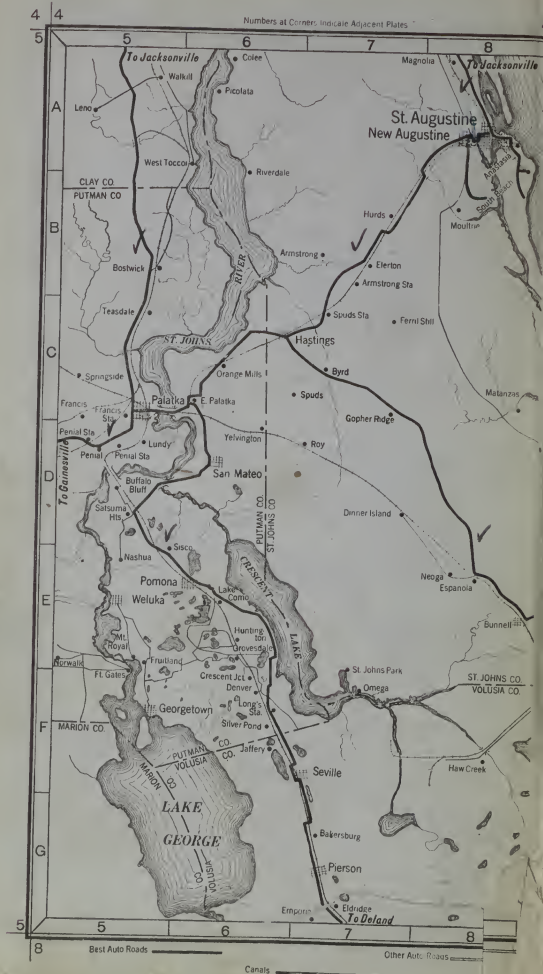 Numbers at Corners Indicate Adjacent Plates
4 4
5 5 6 7 8
To Jacksonville
Colee
Magnolia
To Jacksonville
Walkill
Picolata
A
Leno
St. Augustine
New Augustine
Anastasia
West Tocco
Riverdale
CLAY CO.
PUTMAN CO
South Beach
Hurds
Moultrie
B
Armstrong
Elerton
Bostwick
RIVER
Armstrong Sta
Teasdale
Spuds Sta
Fernl Shll
ST. JOHNS
Hastings
C
Springside
Orange Mills
Byrd
Francis
Palatka
E. Palatka
Spuds
Matanzas
Francis Sta.
Gopher Ridge
Penial Sta
Lundy
Yelvington
Roy
Penial
Penial Sta
To Gainesville
D
San Mateo
Buffalo Bluff
PUTMAN CO
ST. JOHNS CO
Satsuma Hts.
Dinner Island
Sisco
Nashua
CRESCENT
LAKE
Pomona
Neoga
Espanola
E
Weluka
Lake Como
Bunnell
Mt. Royal
Huntington
Grovesdale
Norwalk
Fruitland
St. Johns Park
Ft. Gates
Crescent Jct.
ST. JOHNS CO.
VOLUSIA CO.
Denver
Omega
Georgetown
Long's Sta.
F
MARION CO.
Silver Pond
PUTMAN CO
VOLUSIA CO.
Jaffery
Haw Creek
MARION CO
Seville
LAKE
GEORGE
Bakersburg
G
VOLUSIA CO
Pierson
Emporia
Eldridge
To Deland
5 5 6 7 8
8
Best Auto Roads
Other Auto Roads
Canals